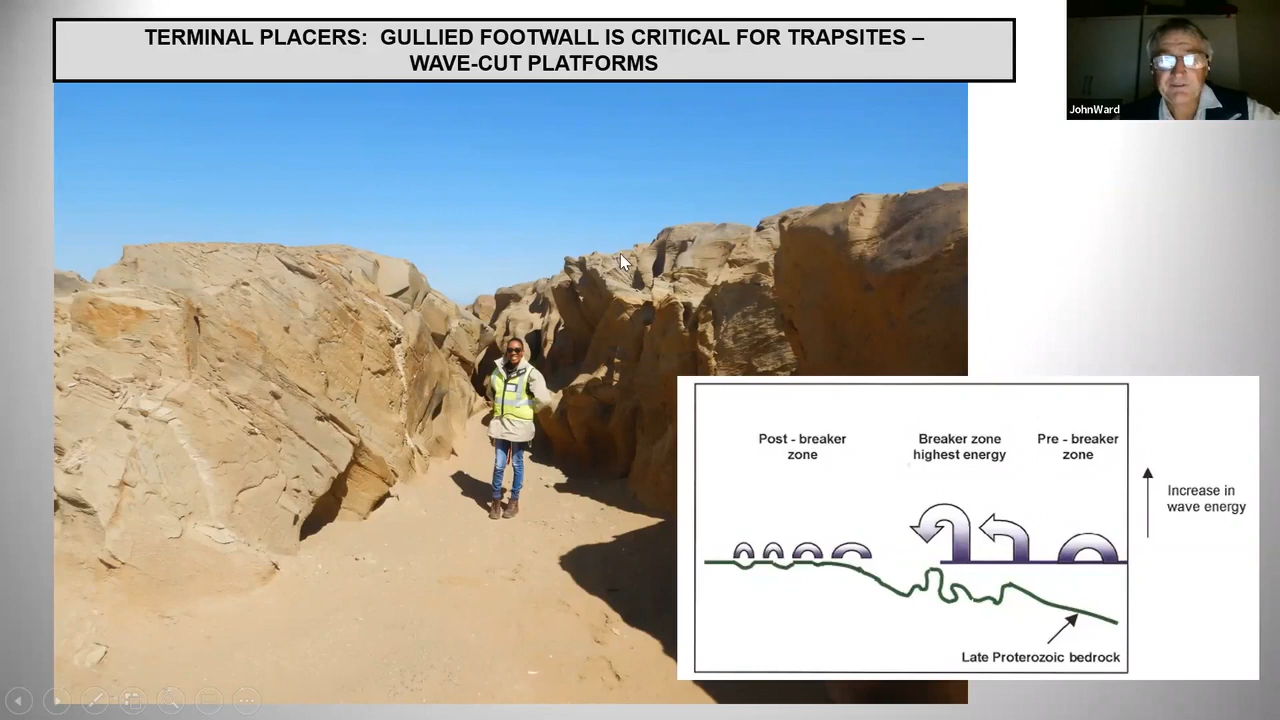 TERMINAL PLACERS: GULLIED FOOTWALL IS CRITICAL FOR TRAPSITES –
WAVE-CUT PLATFORMS
JohnWard
Post - breaker
zone
Breaker zone
highest energy
Pre - breaker
zone
Increase in
wave energy
Late Proterozoic bedrock